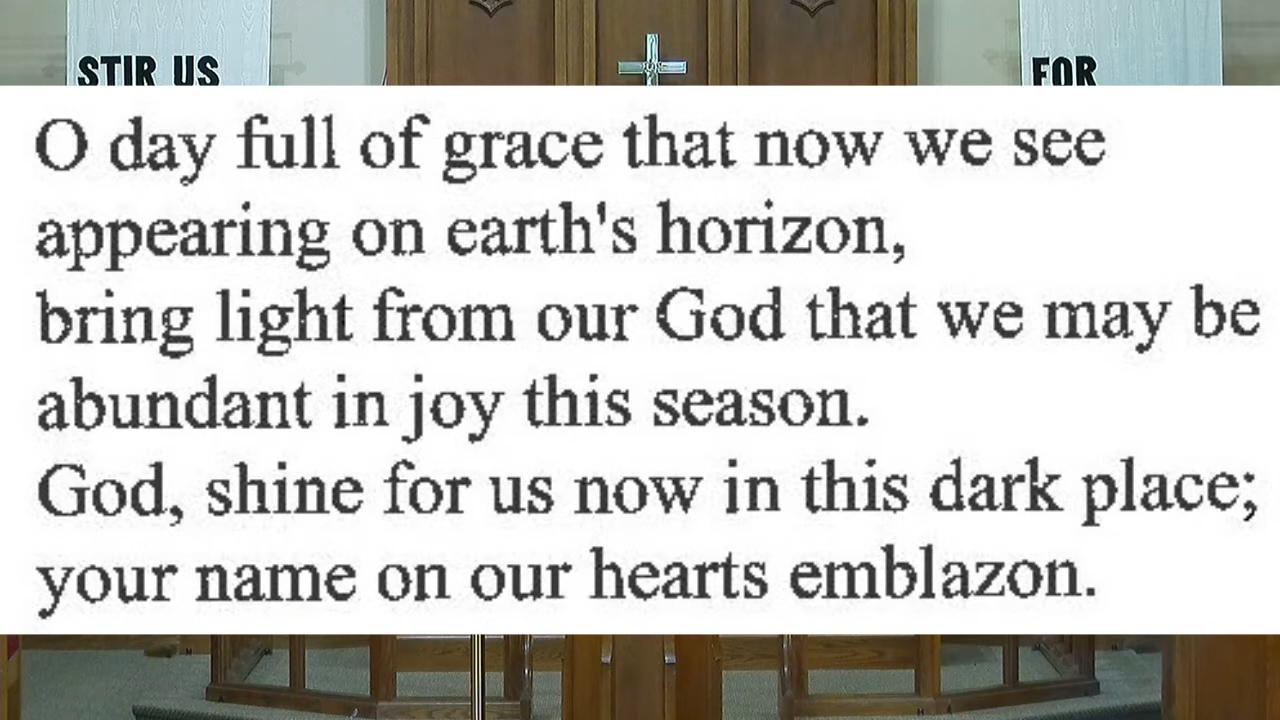 STIR US
FOR
O day full of grace that now we see
appearing on earth's horizon,
bring light from our God that we may be
abundant in joy this season.
God, shine for us now in this dark place;
your name on our hearts emblazon.